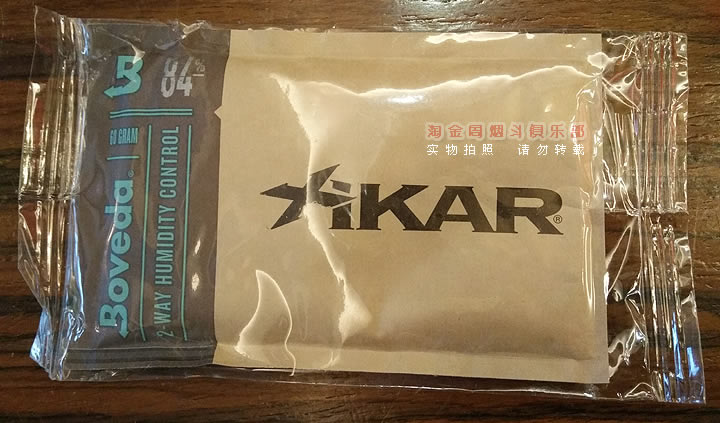 Boveda®
60 GRAM
2-WAY HUMIDITY CONTROL
XIKAR®
淘金周烟斗俱乐部
实物拍照 请勿转载